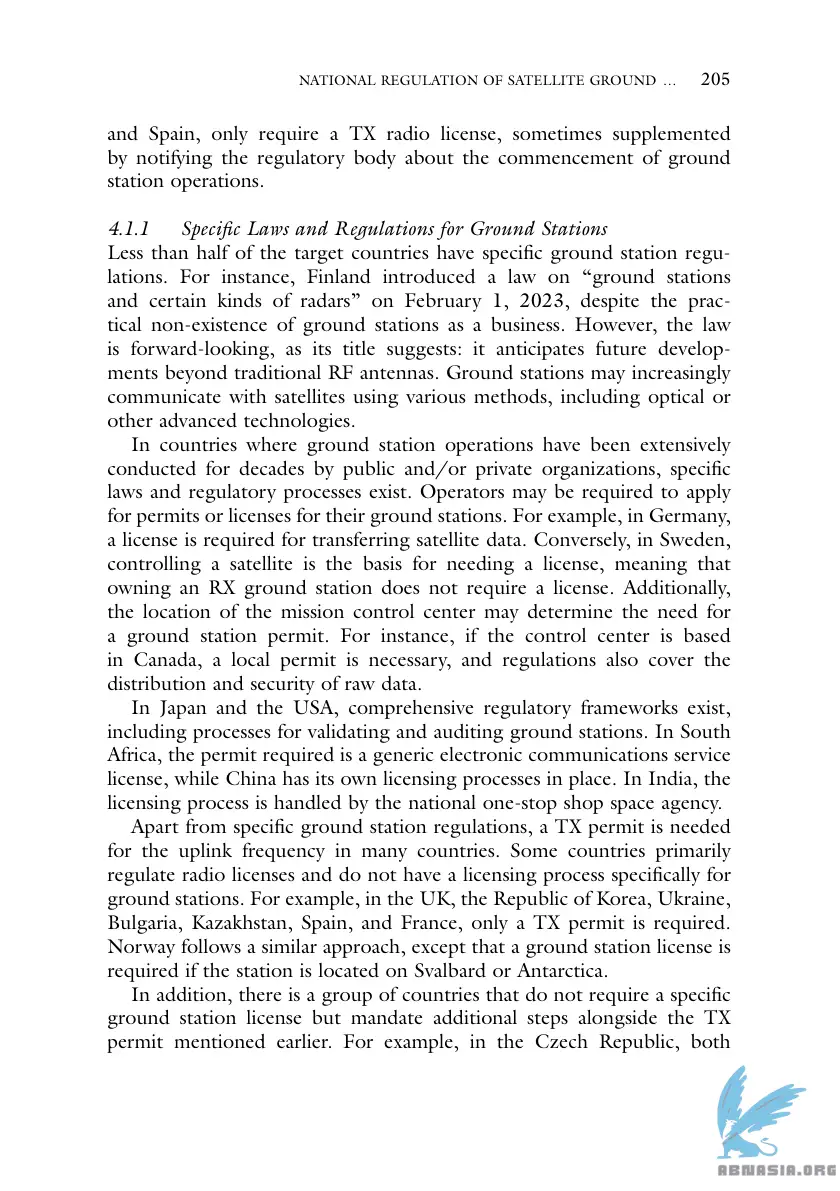 NATIONAL REGULATION OF SATELLITE GROUND ... 205
and Spain, only require a TX radio license, sometimes supplemented
by notifying the regulatory body about the commencement of ground
station operations.
4.1.1 Specific Laws and Regulations for Ground Stations
Less than half of the target countries have specific ground station regu-
lations. For instance, Finland introduced a law on “ground stations
and certain kinds of radars” on February 1, 2023, despite the prac-
tical non-existence of ground stations as a business. However, the law
is forward-looking, as its title suggests: it anticipates future develop-
ments beyond traditional RF antennas. Ground stations may increasingly
communicate with satellites using various methods, including optical or
other advanced technologies.
In countries where ground station operations have been extensively
conducted for decades by public and/or private organizations, specific
laws and regulatory processes exist. Operators may be required to apply
for permits or licenses for their ground stations. For example, in Germany,
a license is required for transferring satellite data. Conversely, in Sweden,
controlling a satellite is the basis for needing a license, meaning that
owning an RX ground station does not require a license. Additionally,
the location of the mission control center may determine the need for
a ground station permit. For instance, if the control center is based
in Canada, a local permit is necessary, and regulations also cover the
distribution and security of raw data.
In Japan and the USA, comprehensive regulatory frameworks exist,
including processes for validating and auditing ground stations. In South
Africa, the permit required is a generic electronic communications service
license, while China has its own licensing processes in place. In India, the
licensing process is handled by the national one-stop shop space agency.
Apart from specific ground station regulations, a TX permit is needed
for the uplink frequency in many countries. Some countries primarily
regulate radio licenses and do not have a licensing process specifically for
ground stations. For example, in the UK, the Republic of Korea, Ukraine,
Bulgaria, Kazakhstan, Spain, and France, only a TX permit is required.
Norway follows a similar approach, except that a ground station license is
required if the station is located on Svalbard or Antarctica.
In addition, there is a group of countries that do not require a specific
ground station license but mandate additional steps alongside the TX
permit mentioned earlier. For example, in the Czech Republic, both
ABNASIA.ORG